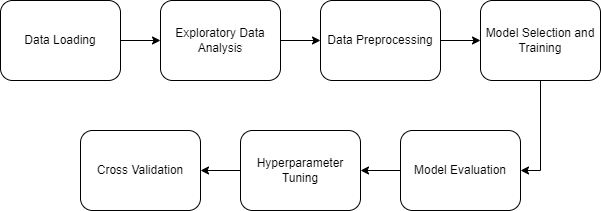 Data Loading
Exploratory Data
Analysis
Data Preprocessing
Model Selection and
Training
Model Evaluation
Hyperparameter
Tuning
Cross Validation